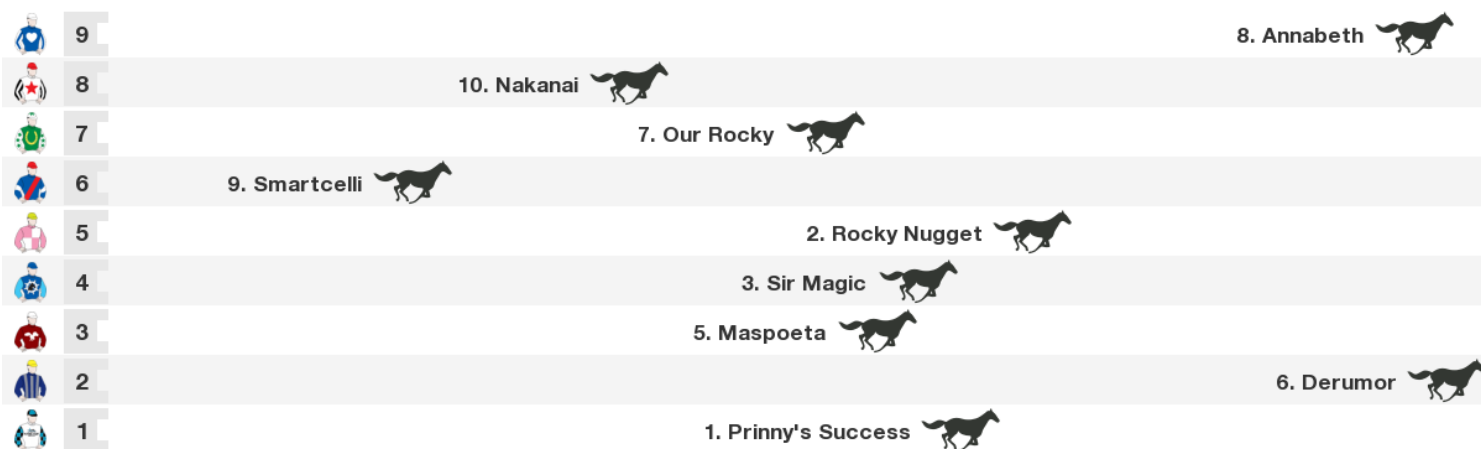 9 8. Annabeth
8 10. Nakanai
7 7. Our Rocky
6 9. Smartcelli
5 2. Rocky Nugget
4 3. Sir Magic
3 5. Maspoeta
2 6. Derumor
1 1. Prinny's Success